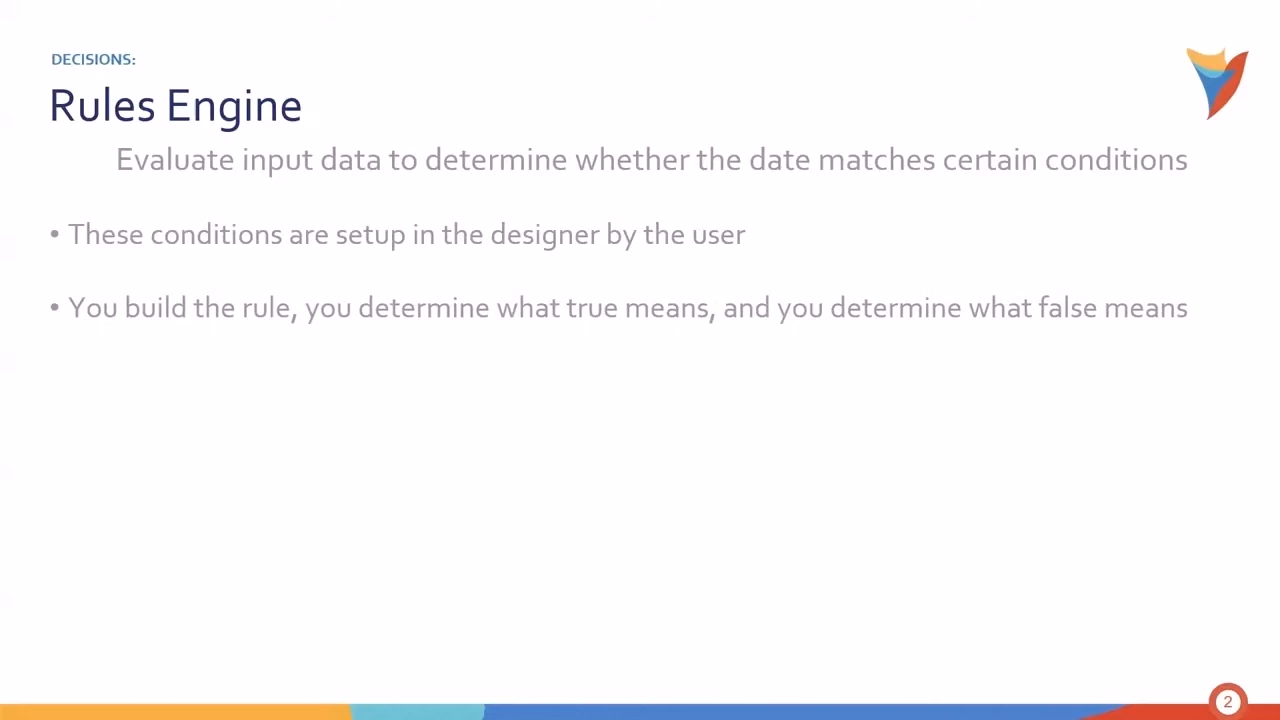 DECISIONS:
Rules Engine
Evaluate input data to determine whether the date matches certain conditions
• These conditions are setup in the designer by the user
• You build the rule, you determine what true means, and you determine what false means
2